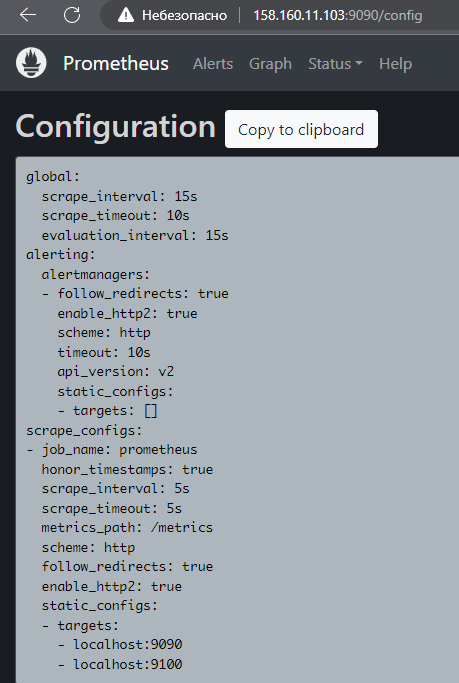 Небезопасно 158.160.11.103:9090/config
Prometheus Alerts Graph Status Help
Configuration Copy to clipboard
global:
  scrape_interval: 15s
  scrape_timeout: 10s
  evaluation_interval: 15s
alerting:
  alertmanagers:
  - follow_redirects: true
    enable_http2: true
    scheme: http
    timeout: 10s
    api_version: v2
    static_configs:
    - targets: []
scrape_configs:
- job_name: prometheus
  honor_timestamps: true
  scrape_interval: 5s
  scrape_timeout: 5s
  metrics_path: /metrics
  scheme: http
  follow_redirects: true
  enable_http2: true
  static_configs:
  - targets:
    - localhost:9090
    - localhost:9100